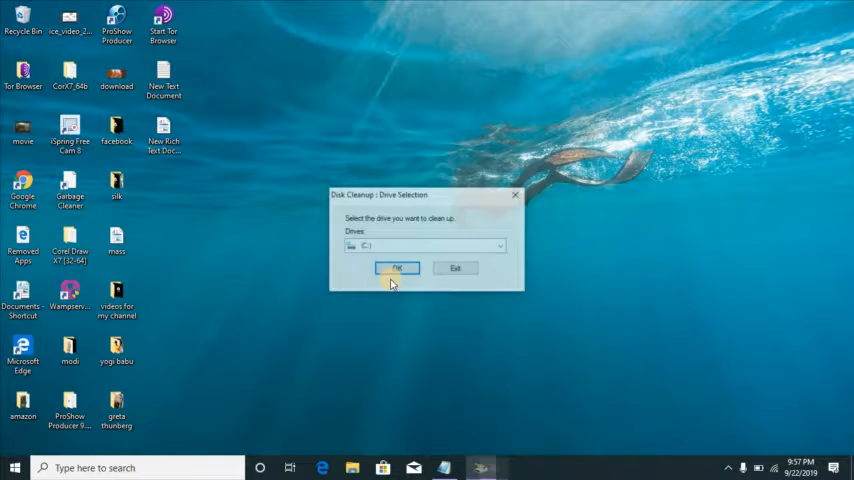 Recycle Bin
ice_video_2...
ProShow
Producer
Start Tor
Browser
Tor Browser
CorX7_64b
download
New Text
Document
movie
iSpring Free
Cam 8
facebook
New Rich
Text Doc...
Google
Chrome
Garbage
Cleaner
silk
Removed
Apps
Corel Draw
X7 [32-64]
mass
Documents -
Shortcut
Wampserv...
videos for
my channel
Microsoft
Edge
modi
yogi babu
amazon
ProShow
Producer 9....
greta
thunberg
Disk Cleanup : Drive Selection
Select the drive you want to clean up.
Drives:
(C:)
OK
Exit
Type here to search
9:57 PM
9/22/2019